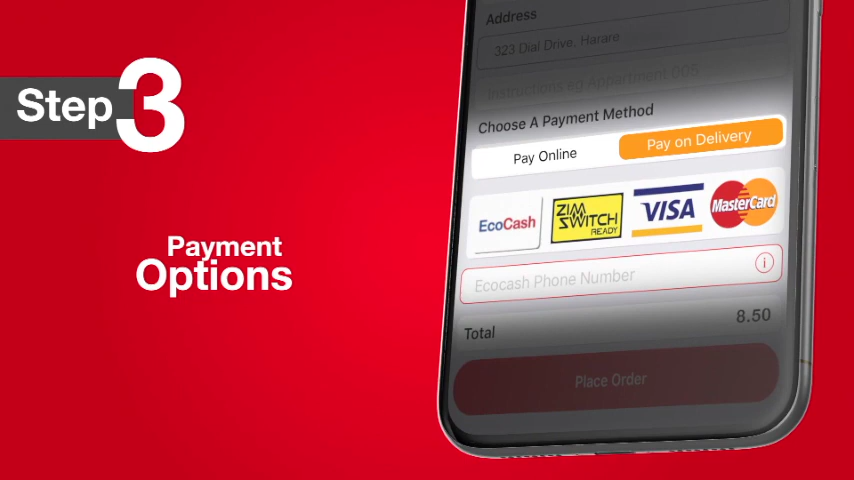 Step 3
Payment
Options
Address
323 Dial Drive, Harare
Instructions eg Appartment 005
Choose A Payment Method
Pay Online
Pay on Delivery
EcoCash
ZIM
SWITCH
READY
VISA
MasterCard
Ecocash Phone Number
i
Total
8.50
Place Order